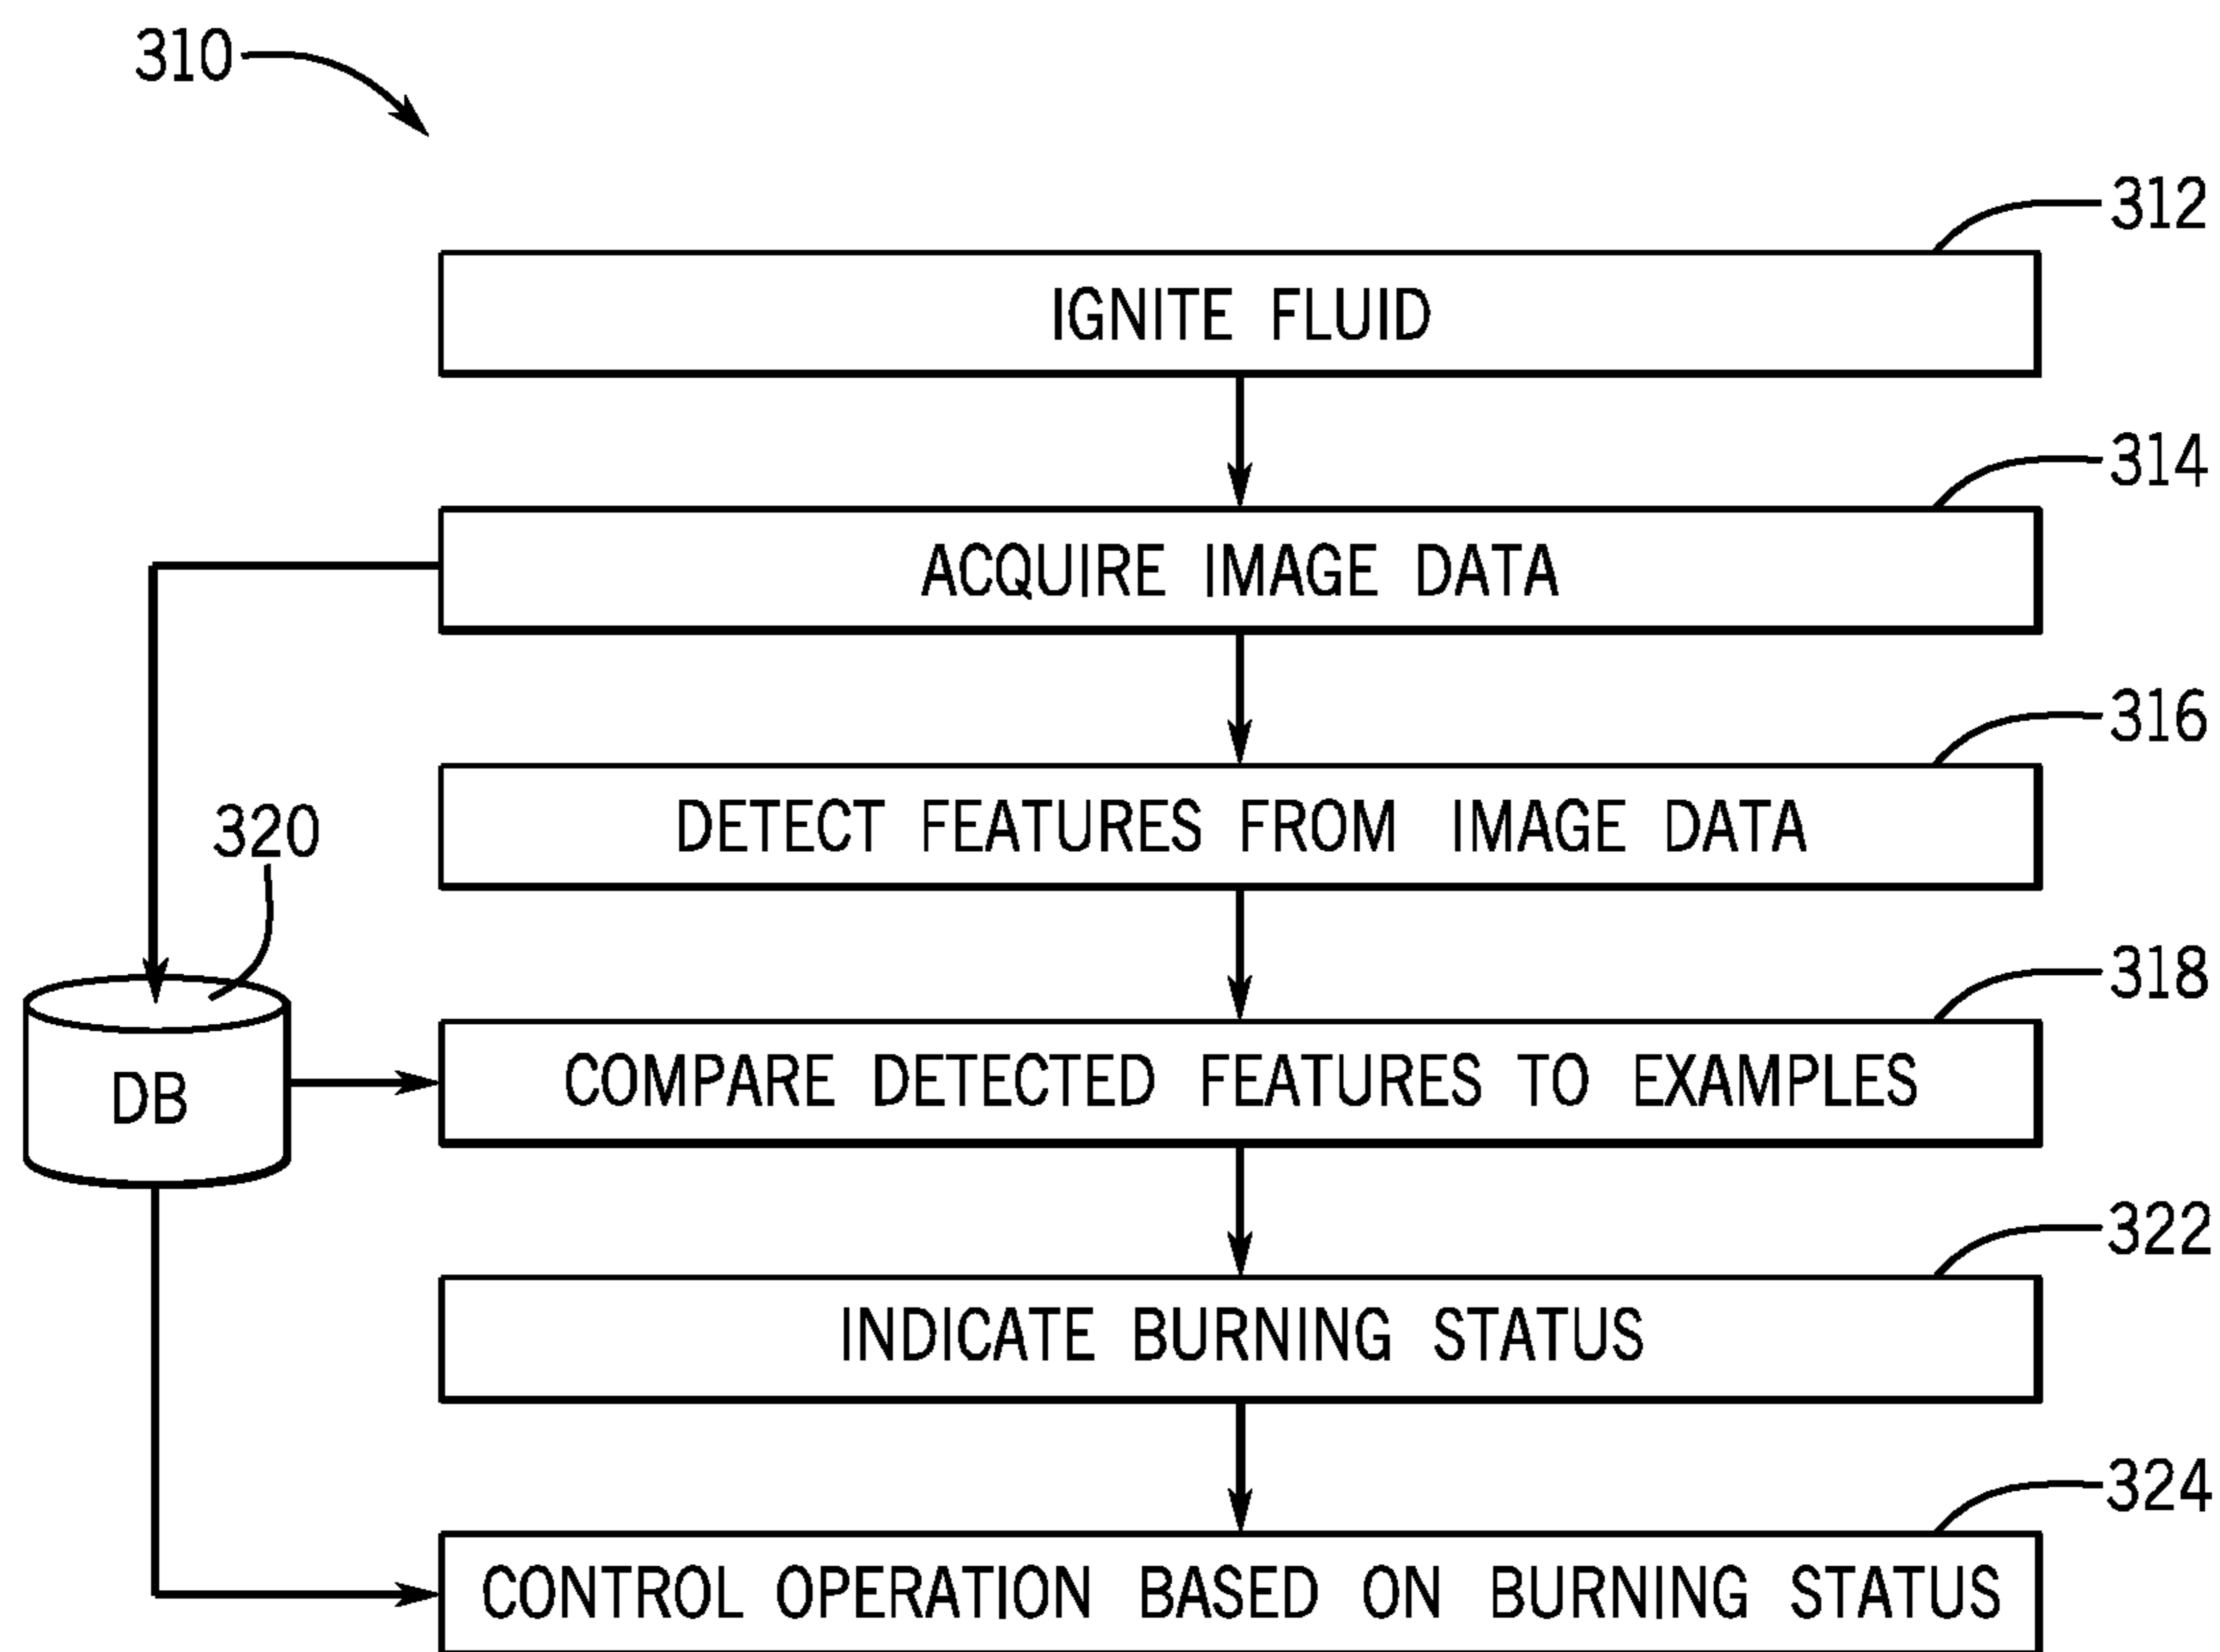 310
312
IGNITE FLUID
314
ACQUIRE IMAGE DATA
316
DETECT FEATURES FROM IMAGE DATA
320
318
DB
COMPARE DETECTED FEATURES TO EXAMPLES
322
INDICATE BURNING STATUS
324
CONTROL OPERATION BASED ON BURNING STATUS